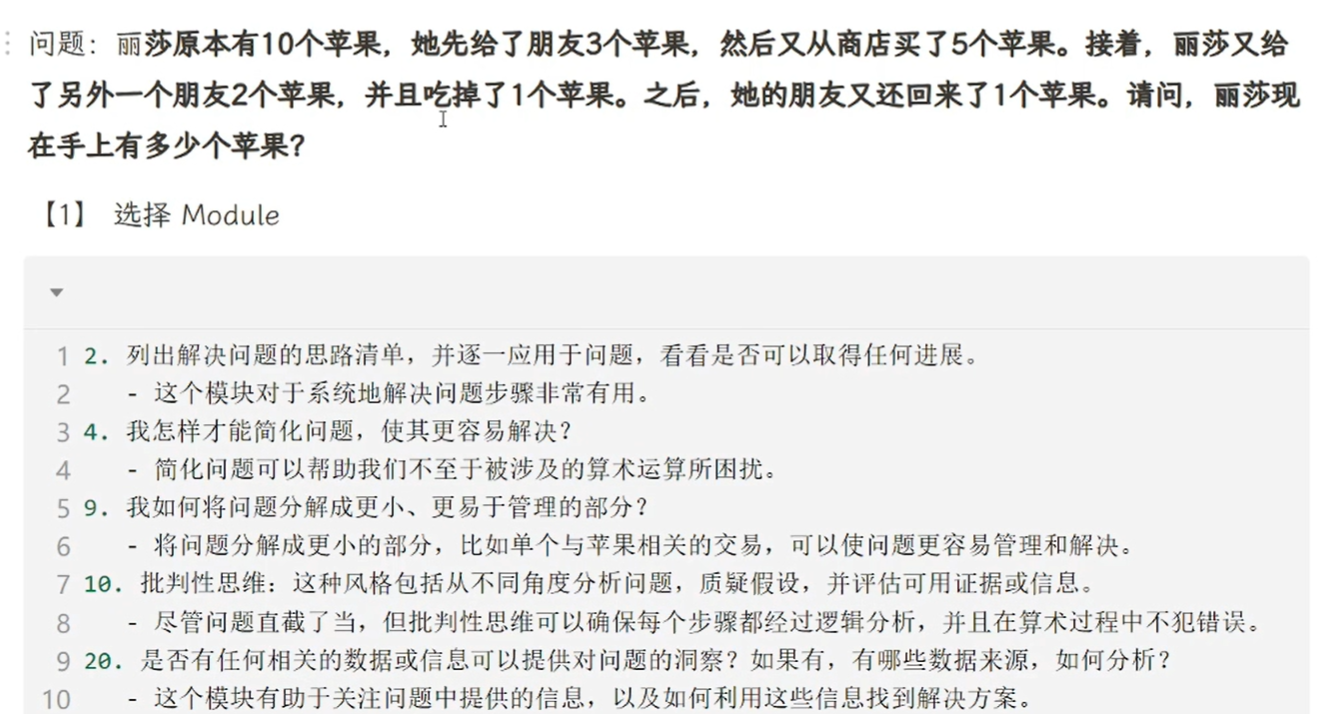 问题：丽莎原本有10个苹果，她先给了朋友3个苹果，然后又从商店买了5个苹果。接着，丽莎又给
了另外一个朋友2个苹果，并且吃掉了1个苹果。之后，她的朋友又还回来了1个苹果。请问，丽莎现
在手上有多少个苹果？
【1】 选择 Module
1 2. 列出解决问题的思路清单，并逐一应用于问题，看看是否可以取得任何进展。
2 - 这个模块对于系统地解决问题步骤非常有用。
3 4. 我怎样才能简化问题，使其更容易解决？
4 - 简化问题可以帮助我们不至于被涉及的算术运算所困扰。
5 9. 我如何将问题分解成更小、更易于管理的部分？
6 - 将问题分解成更小的部分，比如单个与苹果相关的交易，可以使问题更容易管理和解决。
7 10. 批判性思维：这种风格包括从不同角度分析问题，质疑假设，并评估可用证据或信息。
8 - 尽管问题直截了当，但批判性思维可以确保每个步骤都经过逻辑分析，并且在算术过程中不犯错误。
9 20. 是否有任何相关的数据或信息可以提供对问题的洞察？如果有，有哪些数据来源，如何分析？
10 - 这个模块有助于关注问题中提供的信息，以及如何利用这些信息找到解决方案。